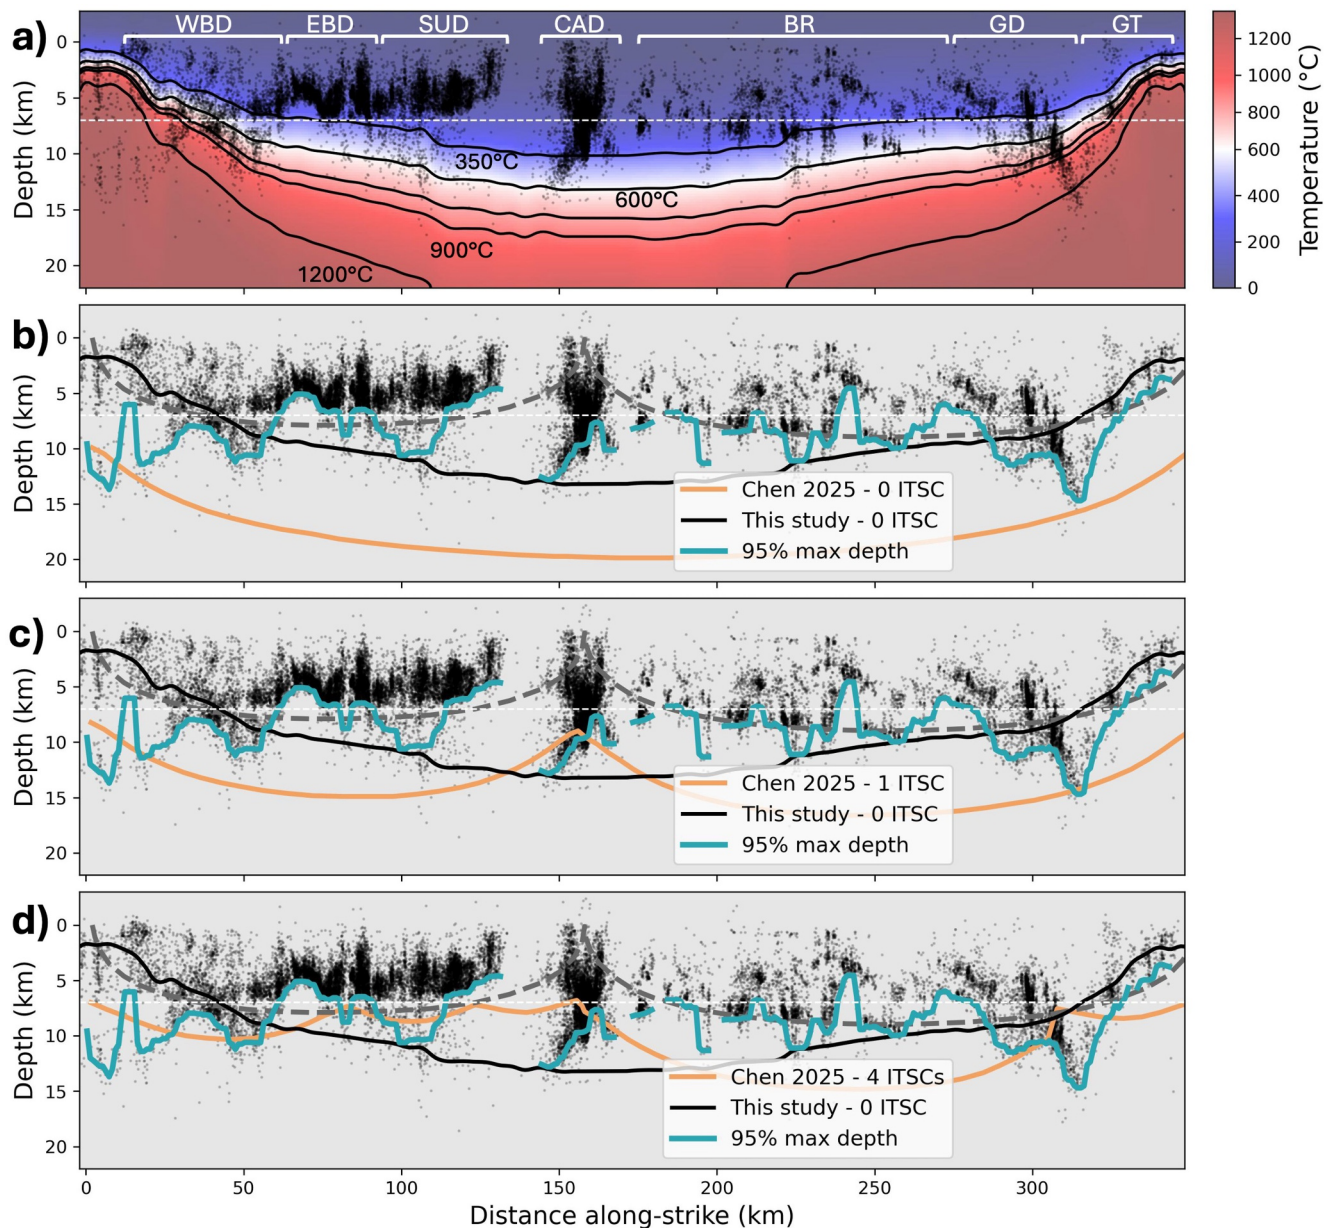 a)
WBD EBD SUD CAD BR GD GT
0
5
10
15
20
Depth (km)
350°C
600°C
900°C
1200°C
1200
1000
800
600
400
200
0
Temperature (°C)
b)
0
5
10
15
20
Depth (km)
Chen 2025 - 0 ITSC
This study - 0 ITSC
95% max depth
c)
0
5
10
15
20
Depth (km)
Chen 2025 - 1 ITSC
This study - 0 ITSC
95% max depth
d)
0
5
10
15
20
Depth (km)
Chen 2025 - 4 ITSCs
This study - 0 ITSC
95% max depth
0 50 100 150 200 250 300
Distance along-strike (km)